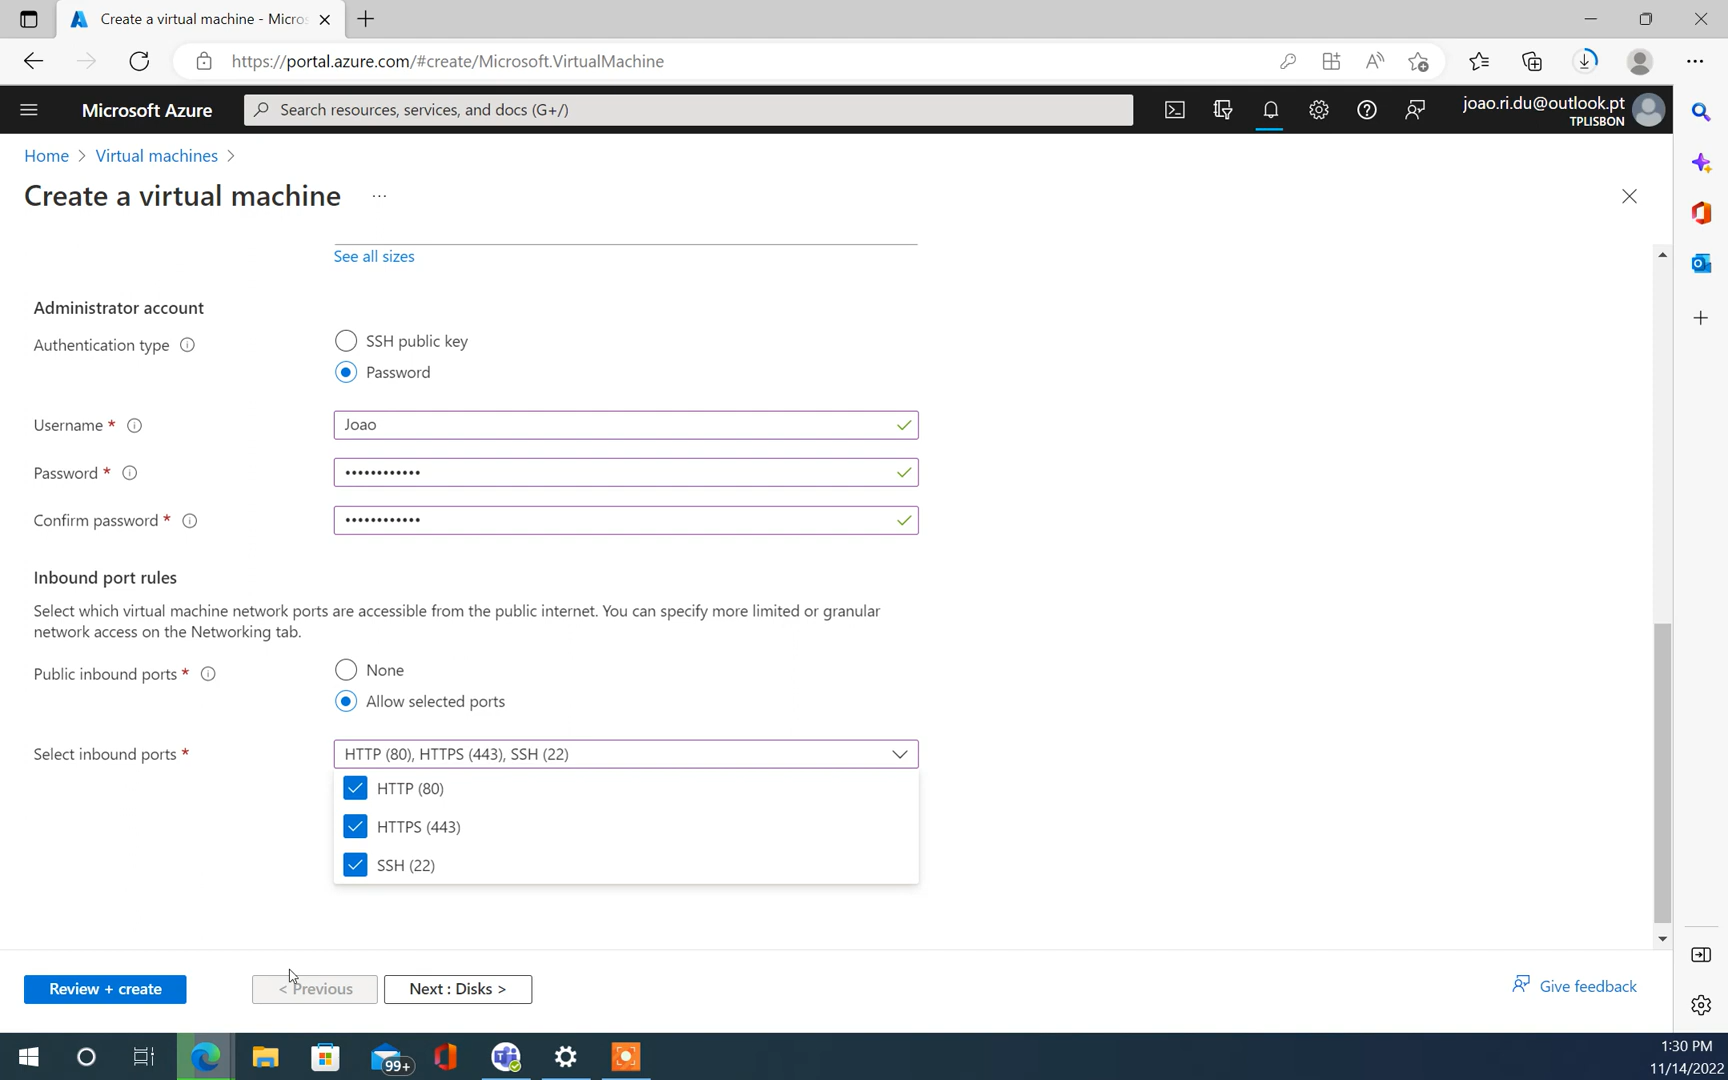 Create a virtual machine - Micros
https://portal.azure.com/#create/Microsoft.VirtualMachine
Microsoft Azure
Search resources, services, and docs (G+/)
joao.ri.du@outlook.pt
TPLISBON
Home > Virtual machines >
Create a virtual machine ...
See all sizes
Administrator account
Authentication type
SSH public key
Password
Username *
Joao
Password *
••••••••••••
Confirm password *
••••••••••••
Inbound port rules
Select which virtual machine network ports are accessible from the public internet. You can specify more limited or granular
network access on the Networking tab.
Public inbound ports *
None
Allow selected ports
Select inbound ports *
HTTP (80), HTTPS (443), SSH (22)
HTTP (80)
HTTPS (443)
SSH (22)
Review + create
< Previous
Next : Disks >
Give feedback
99+
1:30 PM
11/14/2022